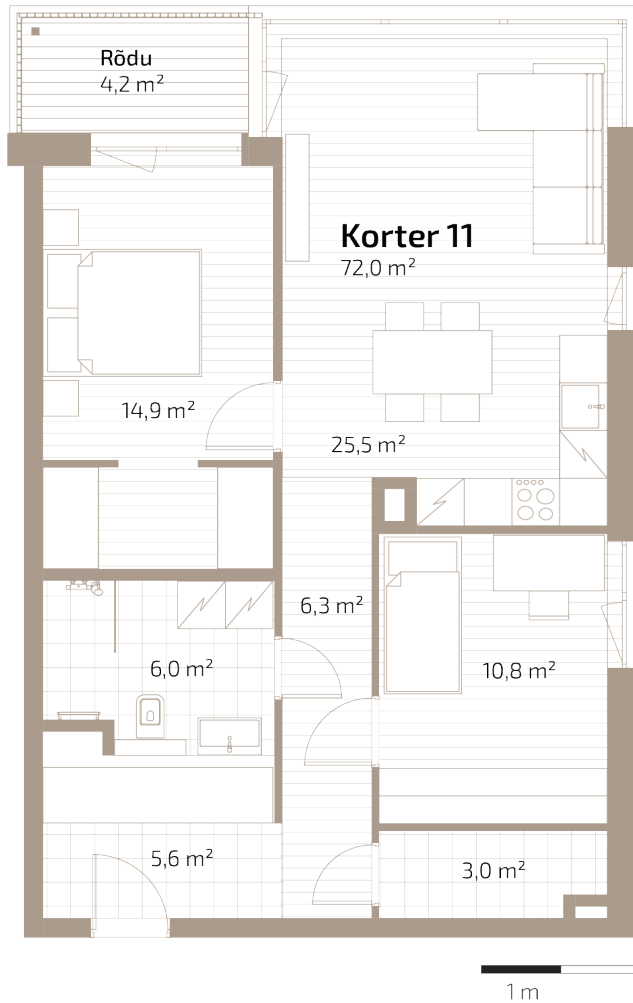 Rõdu
4,2 m²
Korter 11
72,0 m²
14,9 m²
25,5 m²
6,3 m²
6,0 m²
10,8 m²
5,6 m²
3,0 m²
1 m